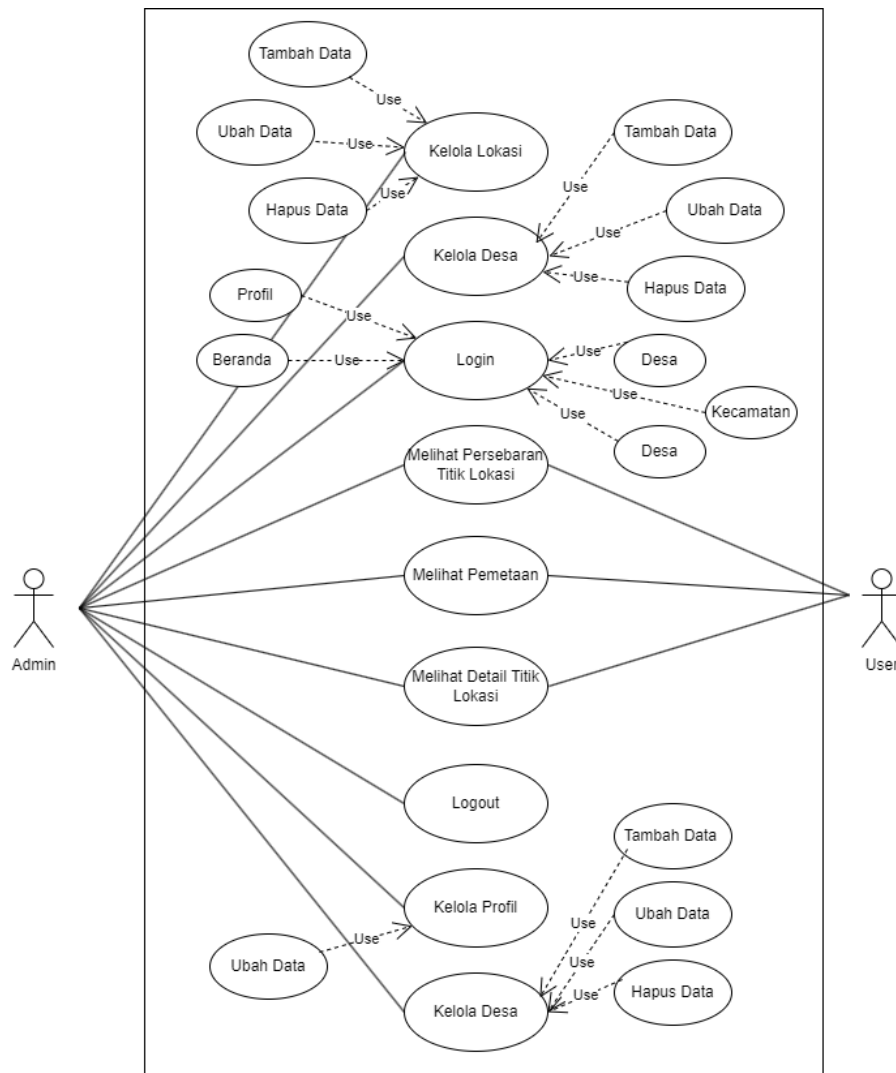 Tambah Data
Use
Ubah Data
Use
Kelola Lokasi
Tambah Data
Use
Hapus Data
Use
Ubah Data
Use
Kelola Desa
Use
Hapus Data
Profil
Use
Beranda
Use
Login
Use
Desa
Use
Kecamatan
Use
Desa
Melihat Persebaran
Titik Lokasi
Melihat Pemetaan
Admin
User
Melihat Detail Titik
Lokasi
Logout
Tambah Data
Kelola Profil
Use
Ubah Data
Use
Ubah Data
Use
Use
Hapus Data
Kelola Desa